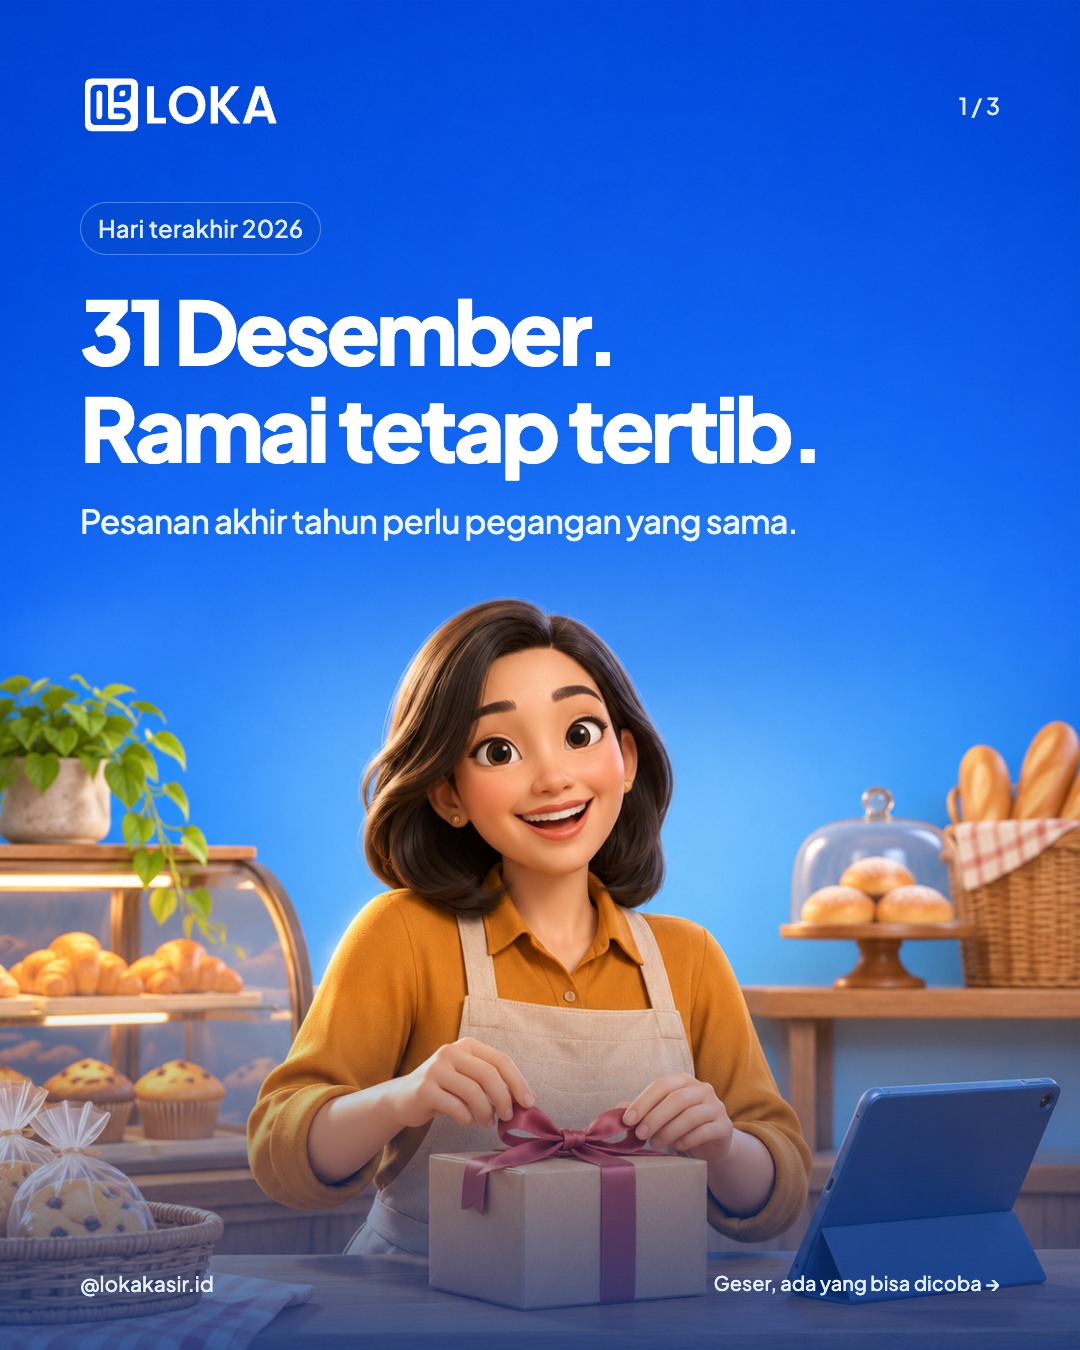 LOKA
1 / 3
Hari terakhir 2026
31 Desember.
Ramai tetap tertib.
Pesanan akhir tahun perlu pegangan yang sama.
@lokakasir.id
Geser, ada yang bisa dicoba →